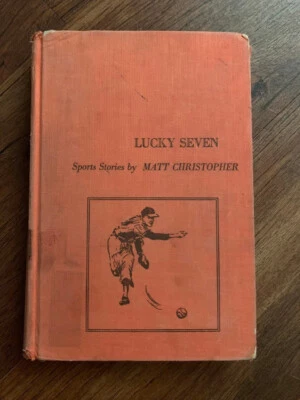 LUCKY SEVEN
Sports Stories by MATT CHRISTOPHER